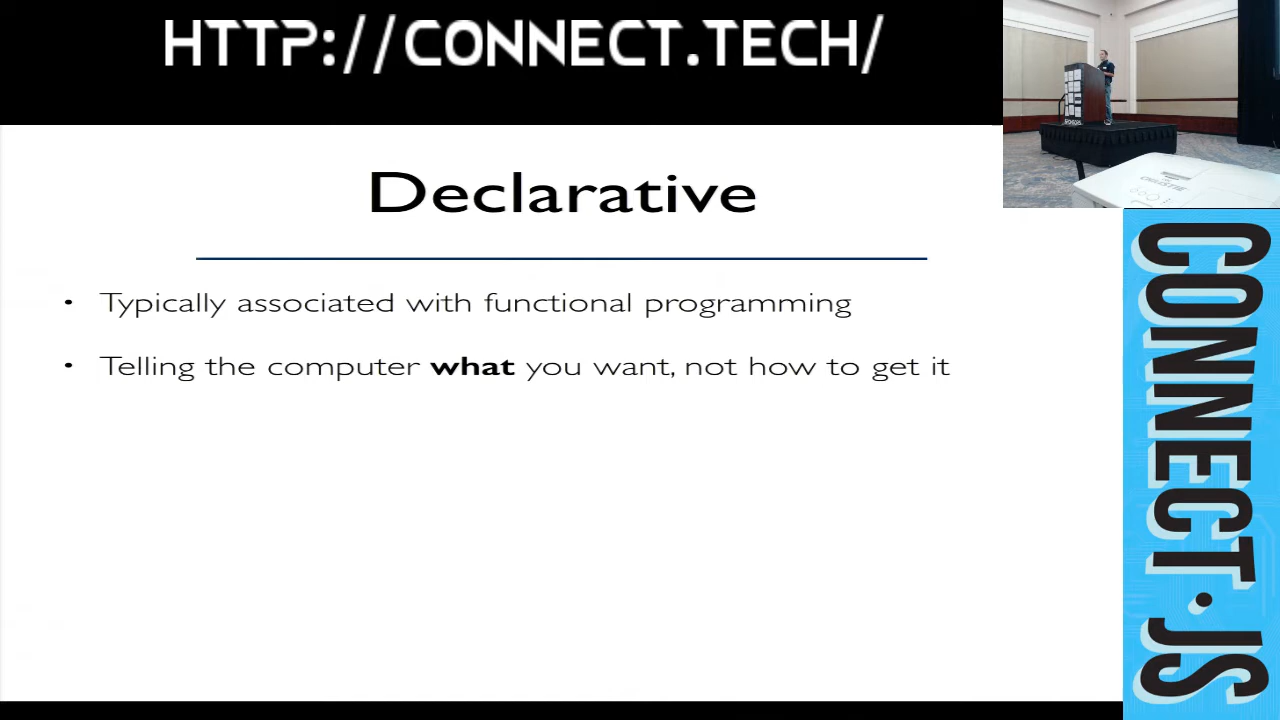 HTTP://CONNECT.TECH/
Declarative
• Typically associated with functional programming
• Telling the computer what you want, not how to get it
CONNECT.JS
CHRISTIE